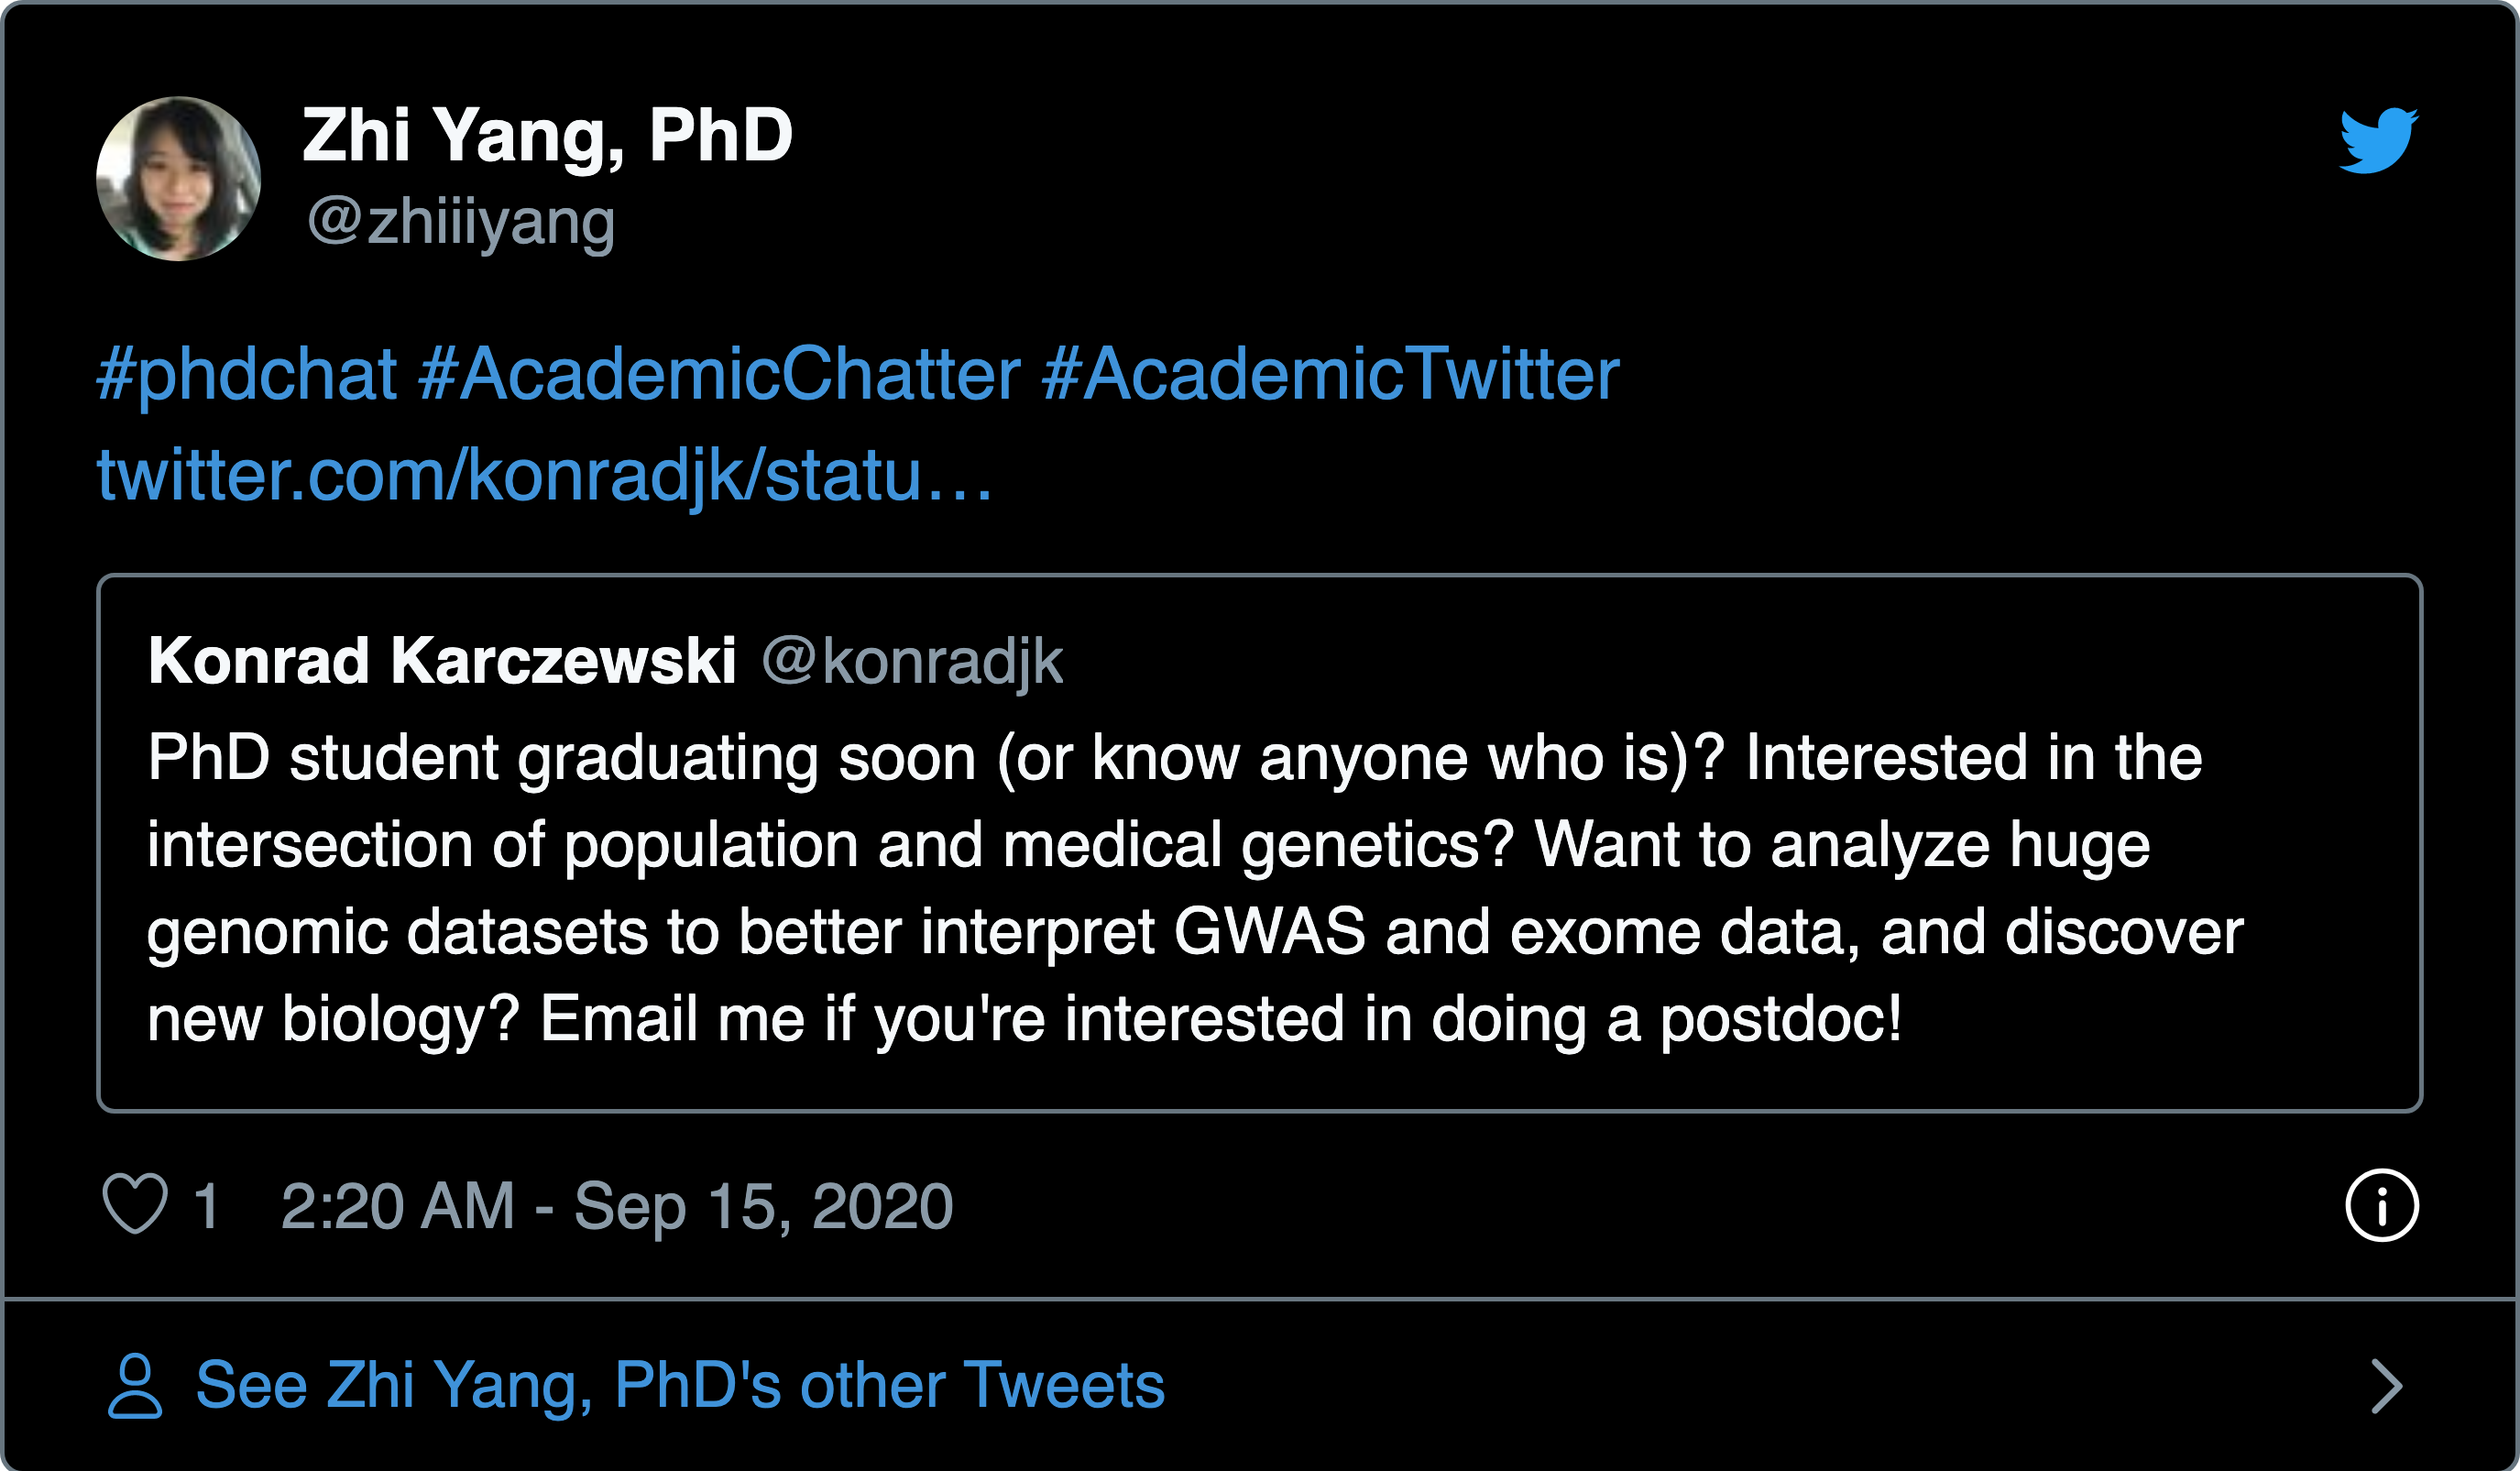 Zhi Yang, PhD
@zhiiiyang
#phdchat #AcademicChatter #AcademicTwitter
twitter.com/konradjk/statu…
Konrad Karczewski @konradjk
PhD student graduating soon (or know anyone who is)? Interested in the
intersection of population and medical genetics? Want to analyze huge
genomic datasets to better interpret GWAS and exome data, and discover
new biology? Email me if you're interested in doing a postdoc!
1 2:20 AM - Sep 15, 2020
See Zhi Yang, PhD's other Tweets